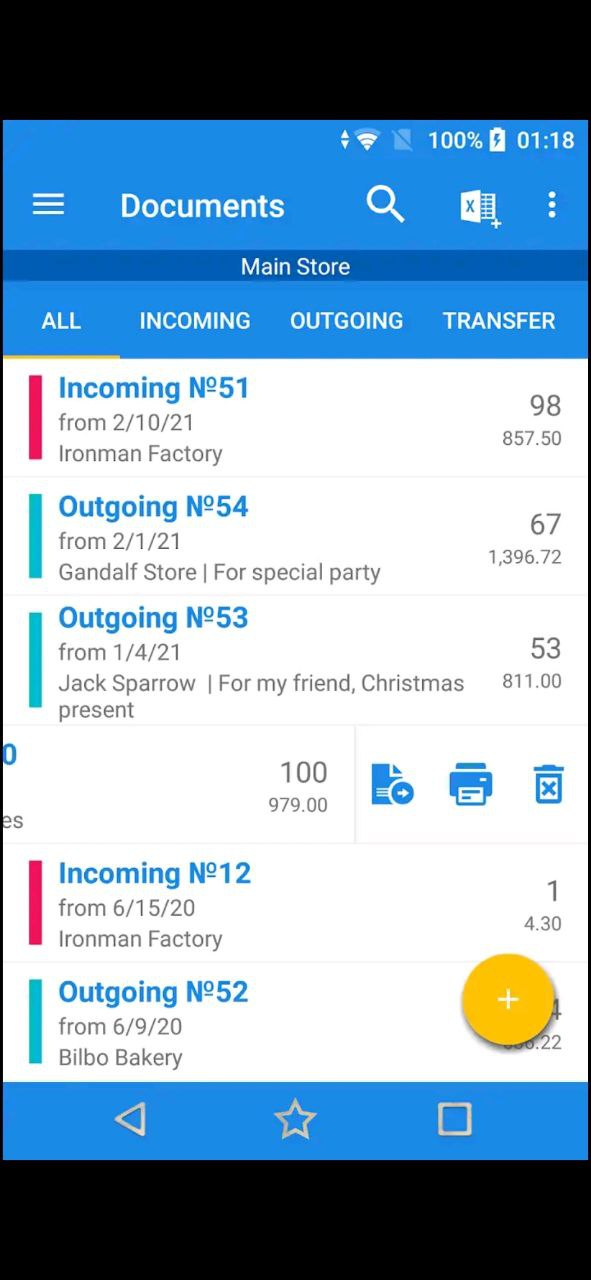 100% 01:18
Documents
Main Store
ALL INCOMING OUTGOING TRANSFER
Incoming №51
from 2/10/21
Ironman Factory
98
857.50
Outgoing №54
from 2/1/21
Gandalf Store | For special party
67
1,396.72
Outgoing №53
from 1/4/21
Jack Sparrow | For my friend, Christmas
present
53
811.00
0
es
100
979.00
Incoming №12
from 6/15/20
Ironman Factory
1
4.30
Outgoing №52
from 6/9/20
Bilbo Bakery